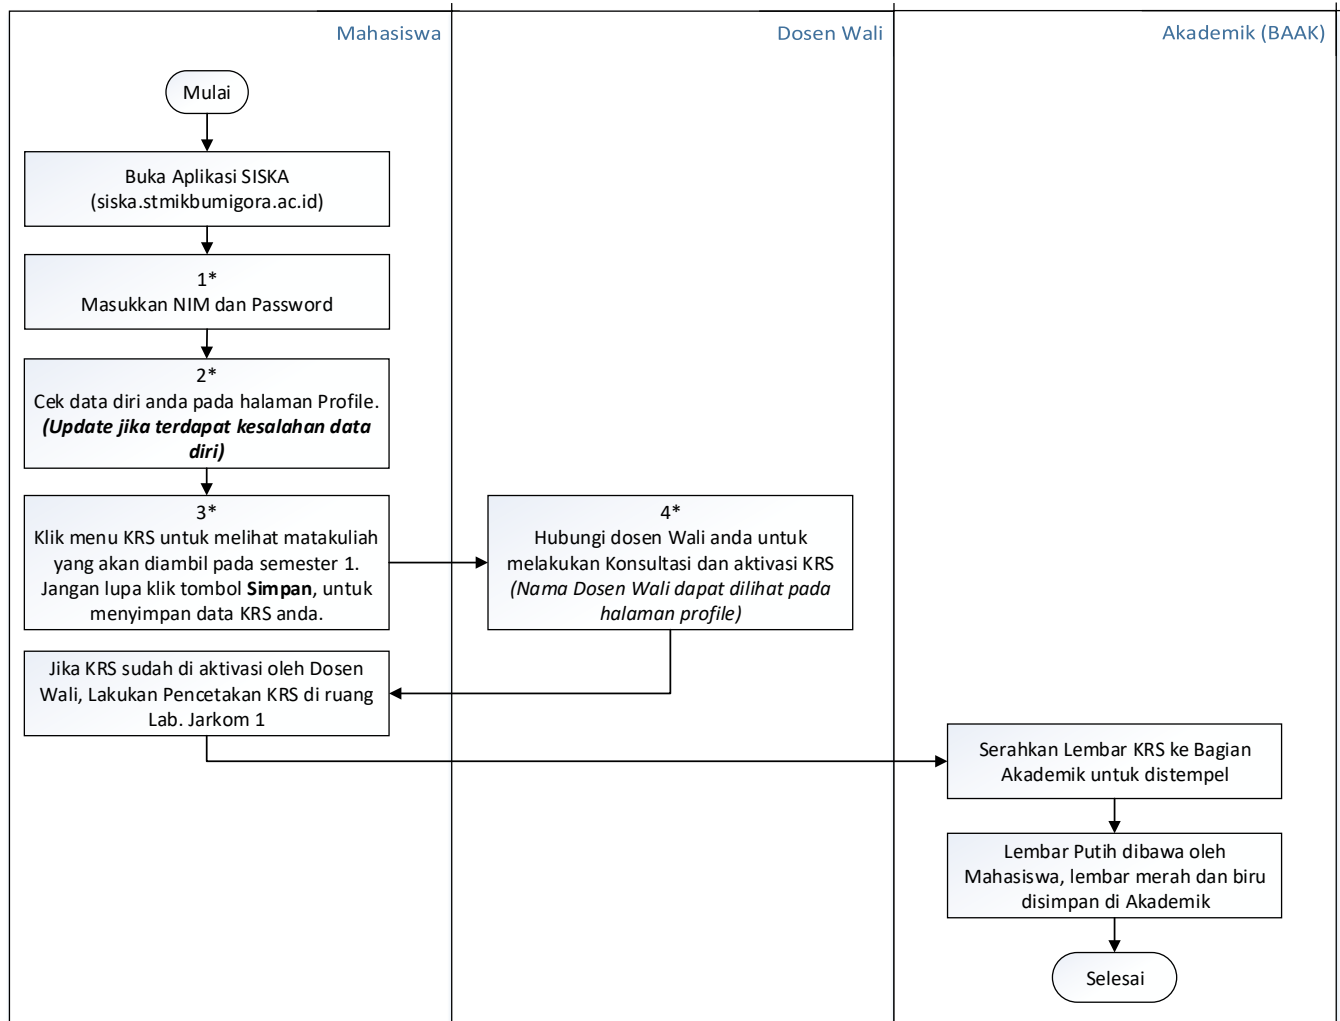 Mahasiswa
Dosen Wali
Akademik (BAAK)
Mulai
Buka Aplikasi SISKA
(siska.stmikbumigora.ac.id)
1*
Masukkan NIM dan Password
2*
Cek data diri anda pada halaman Profile.
(Update jika terdapat kesalahan data
diri)
3*
Klik menu KRS untuk melihat matakuliah
yang akan diambil pada semester 1.
Jangan lupa klik tombol Simpan, untuk
menyimpan data KRS anda.
4*
Hubungi dosen Wali anda untuk
melakukan Konsultasi dan aktivasi KRS
(Nama Dosen Wali dapat dilihat pada
halaman profile)
Jika KRS sudah di aktivasi oleh Dosen
Wali, Lakukan Pencetakan KRS di ruang
Lab. Jarkom 1
Serahkan Lembar KRS ke Bagian
Akademik untuk distempel
Lembar Putih dibawa oleh
Mahasiswa, lembar merah dan biru
disimpan di Akademik
Selesai